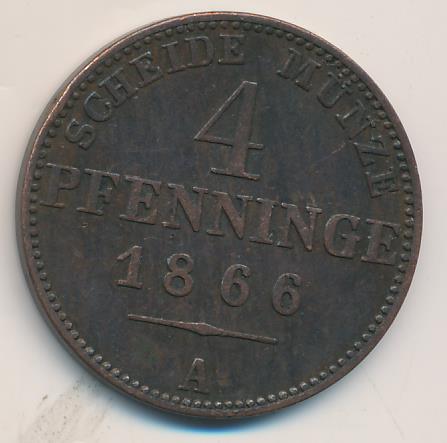 SCHEIDE MÜNZE
4
PFENNINGE
1866
A